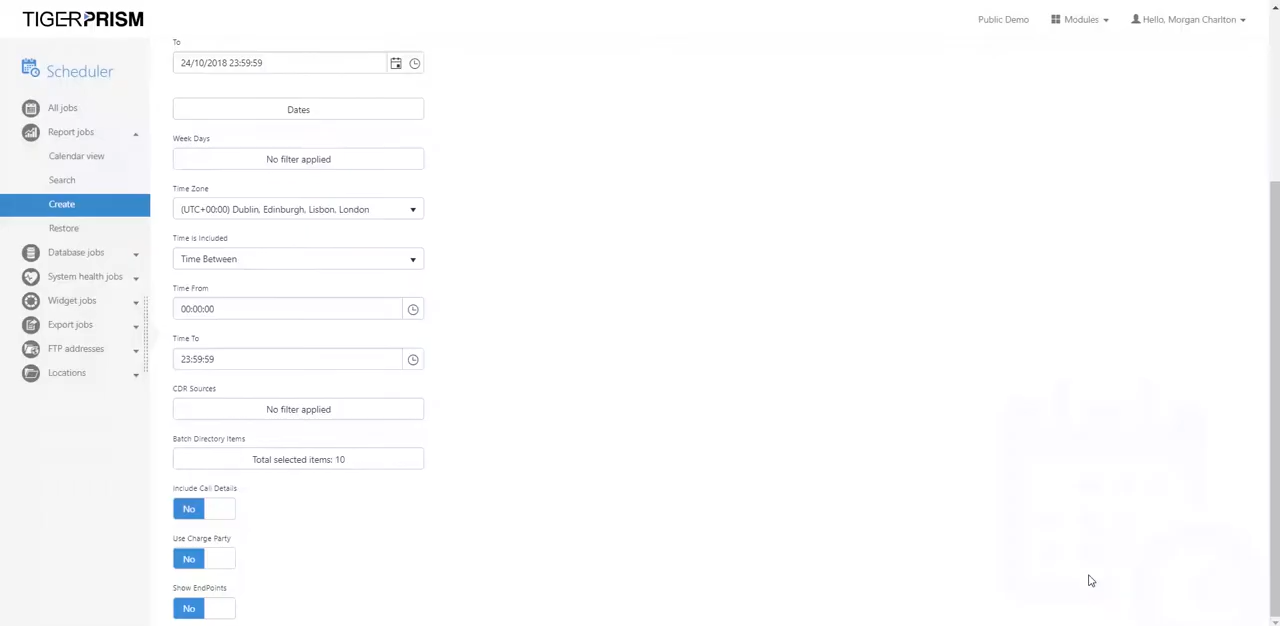 TIGER PRISM
Public Demo
Modules
Hello, Morgan Charlton
Scheduler
All jobs
Report jobs
Calendar view
Search
Create
Restore
Database jobs
System health jobs
Widget jobs
Export jobs
FTP addresses
Locations
To
24/10/2018 23:59:59
Dates
Week Days
No filter applied
Time Zone
(UTC+00:00) Dublin, Edinburgh, Lisbon, London
Time Is Included
Time Between
Time From
00:00:00
Time To
23:59:59
CDR Sources
No filter applied
Batch Directory Items
Total selected items: 10
Include Call Details
No
Use Charge Party
No
Show EndPoints
No